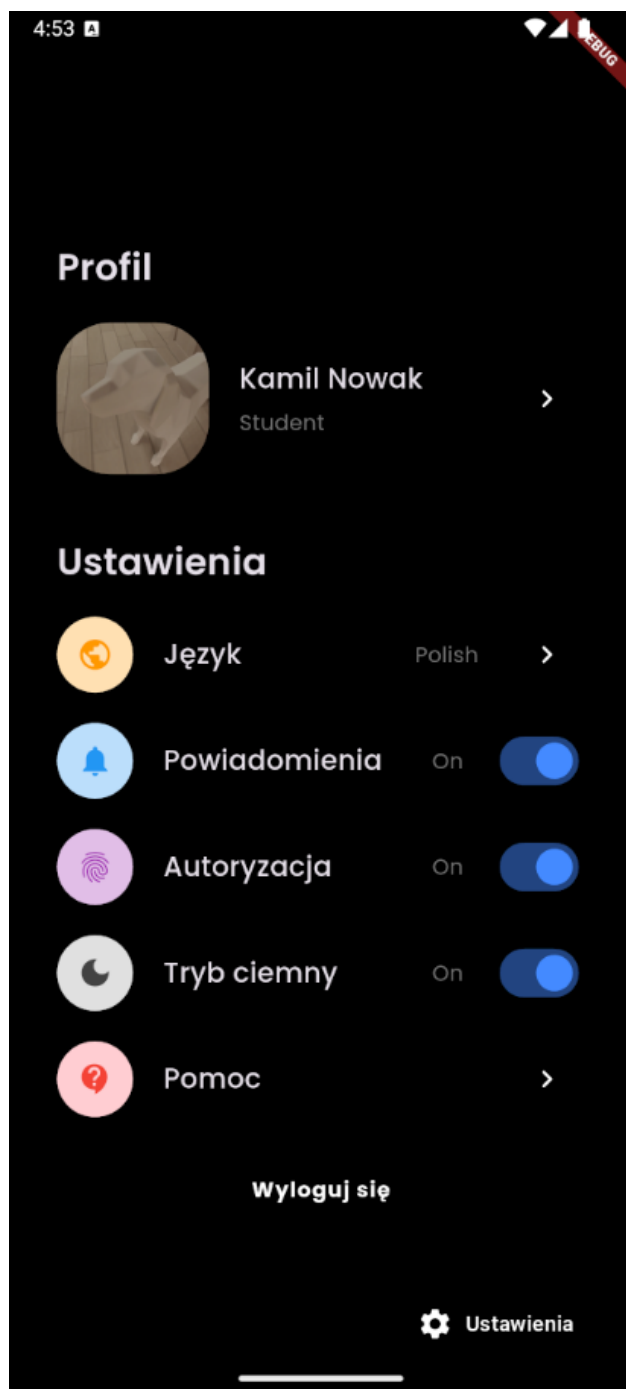 4:53 A
DEBUG
Profil
Kamil Nowak
Student
Ustawienia
Język Polish
Powiadomienia On
Autoryzacja On
Tryb ciemny On
Pomoc
Wyloguj się
Ustawienia